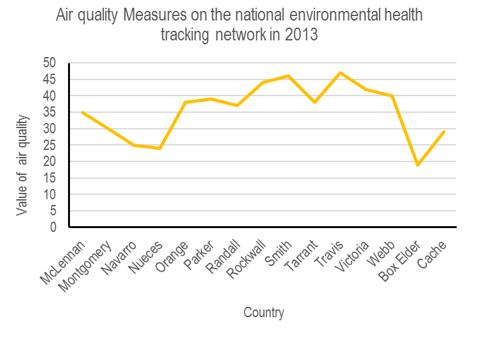 Air quality Measures on the national environmental health
tracking network in 2013
Value of air quality
50
45
40
35
30
25
20
15
10
5
0
McLennan
Montgomery
Navarro
Nueces
Orange
Parker
Randall
Rockwall
Smith
Tarrant
Travis
Victoria
Webb
Box Elder
Cache
Country